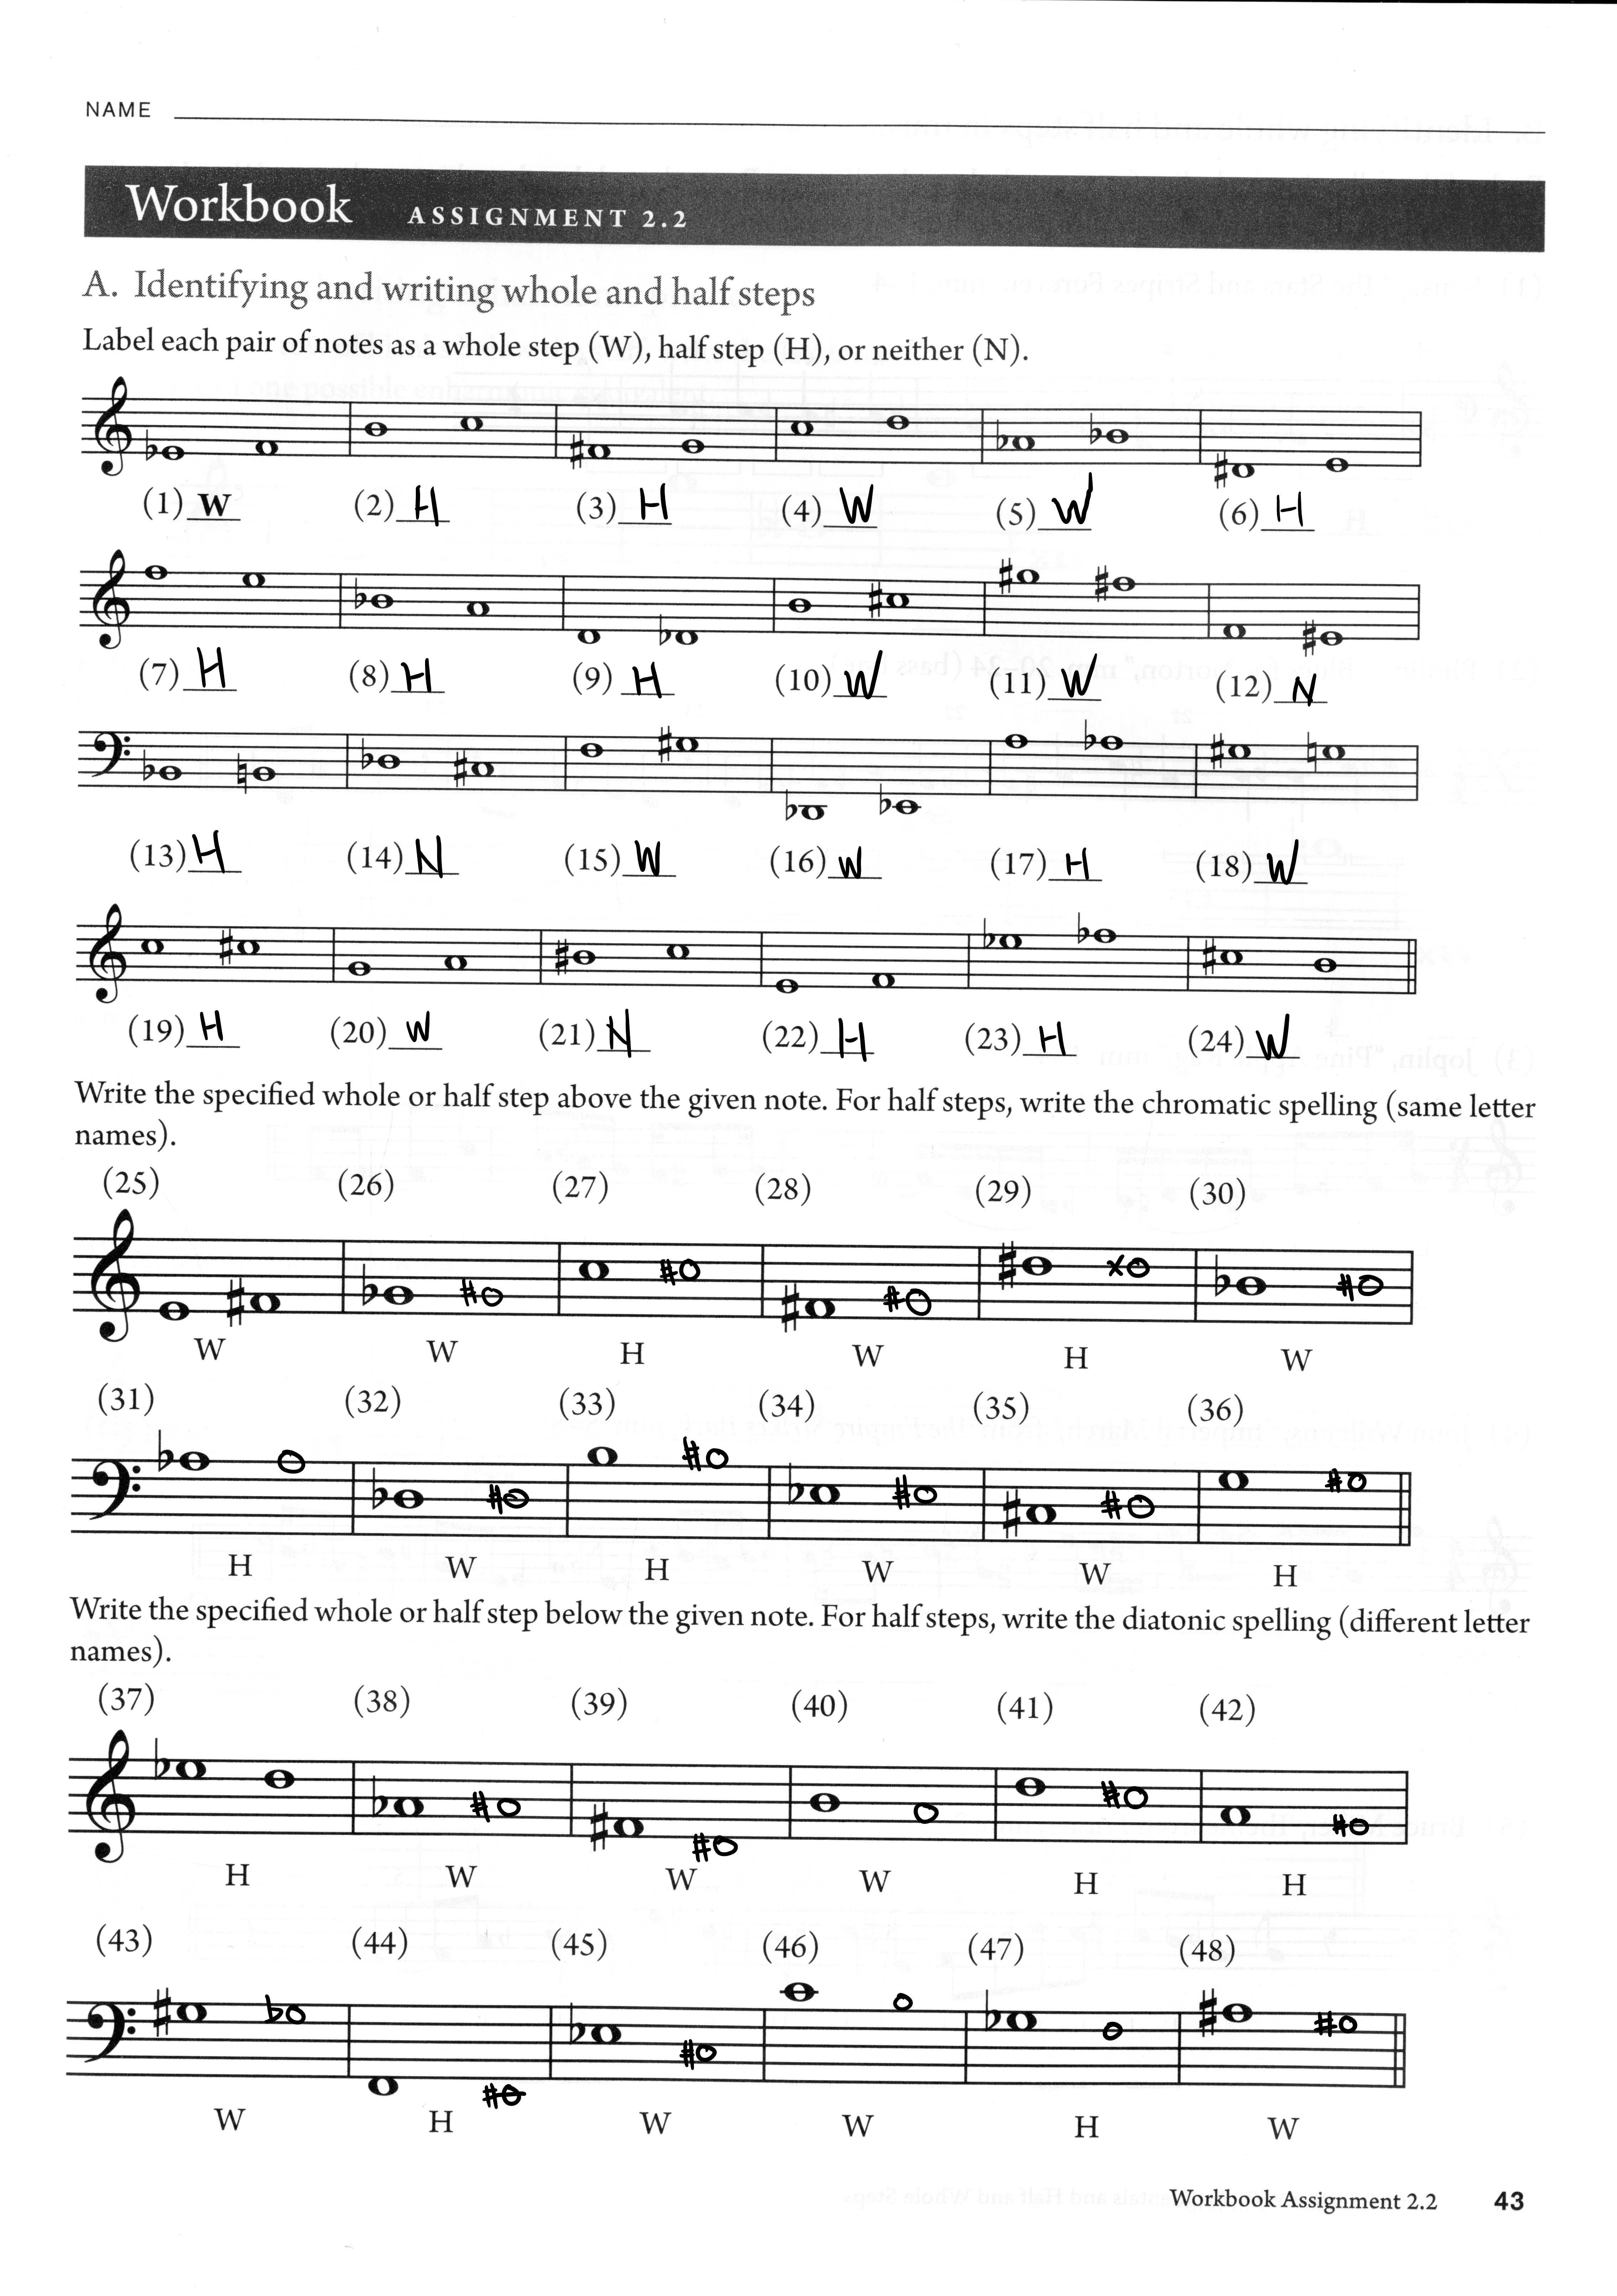 NAME
Workbook ASSIGNMENT 2.2
A. Identifying and writing whole and half steps
Label each pair of notes as a whole step (W), half step (H), or neither (N).
(1) W (2) H (3) H (4) W (5) W (6) H
(7) H (8) H (9) H (10) W (11) W (12) N
(13) H (14) N (15) W (16) W (17) H (18) W
(19) H (20) W (21) N (22) H (23) H (24) W
Write the specified whole or half step above the given note. For half steps, write the chromatic spelling (same letter
names).
(25) (26) (27) (28) (29) (30)
W W H W H W
(31) (32) (33) (34) (35) (36)
H W H W W H
Write the specified whole or half step below the given note. For half steps, write the diatonic spelling (different letter
names).
(37) (38) (39) (40) (41) (42)
H W W W H H
(43) (44) (45) (46) (47) (48)
W H W W H W
Workbook Assignment 2.2 43